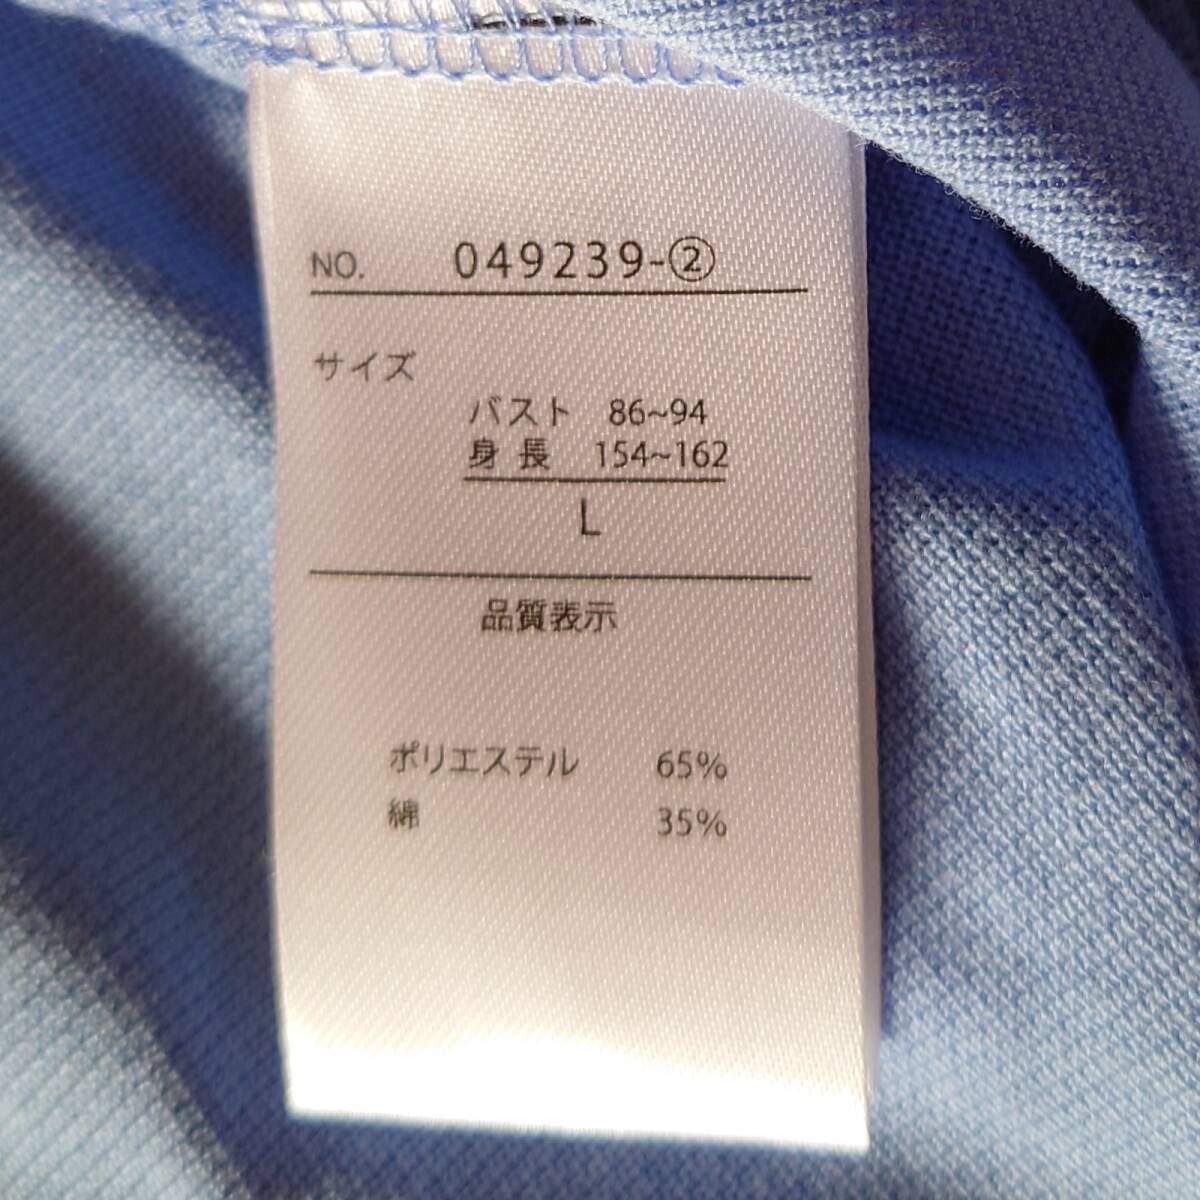 NO. 049239-②
サイズ
バスト 86~94
身長 154~162
L
品質表示
ポリエステル 65%
綿 35%